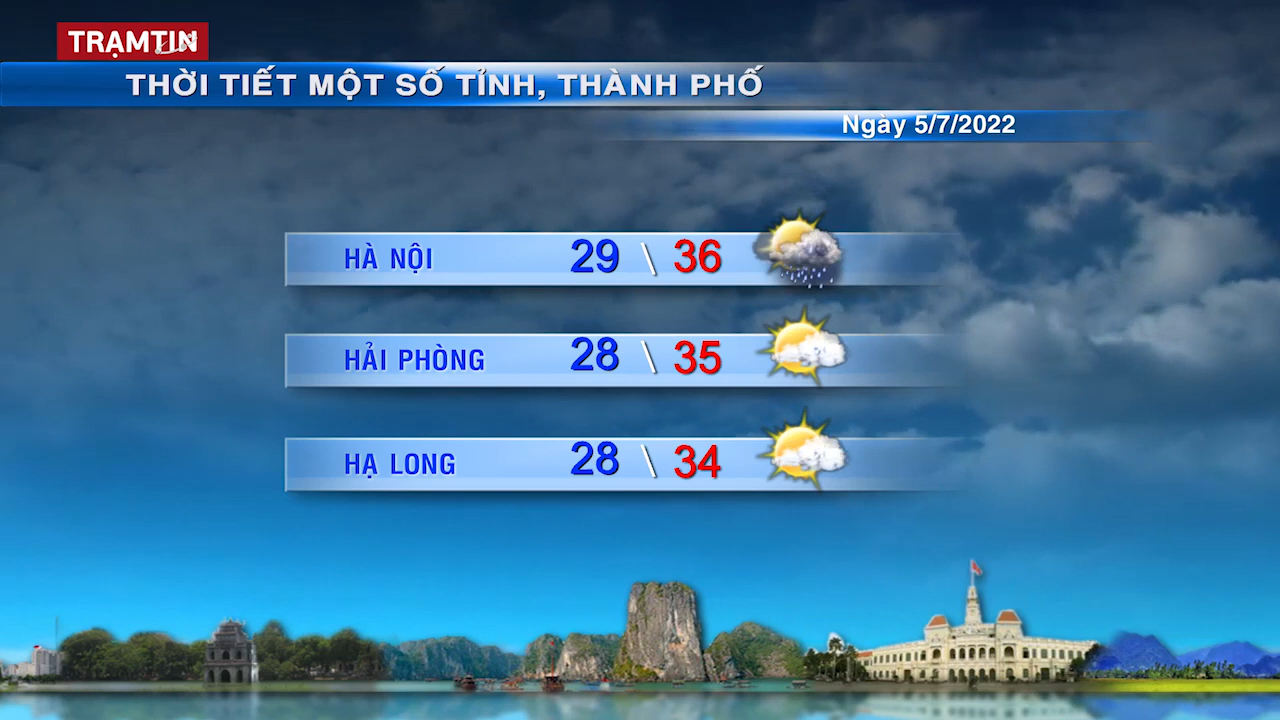 TRẠMTIN
THỜI TIẾT MỘT SỐ TỈNH, THÀNH PHỐ
Ngày 5/7/2022
HÀ NỘI 29 \ 36
HẢI PHÒNG 28 \ 35
HẠ LONG 28 \ 34